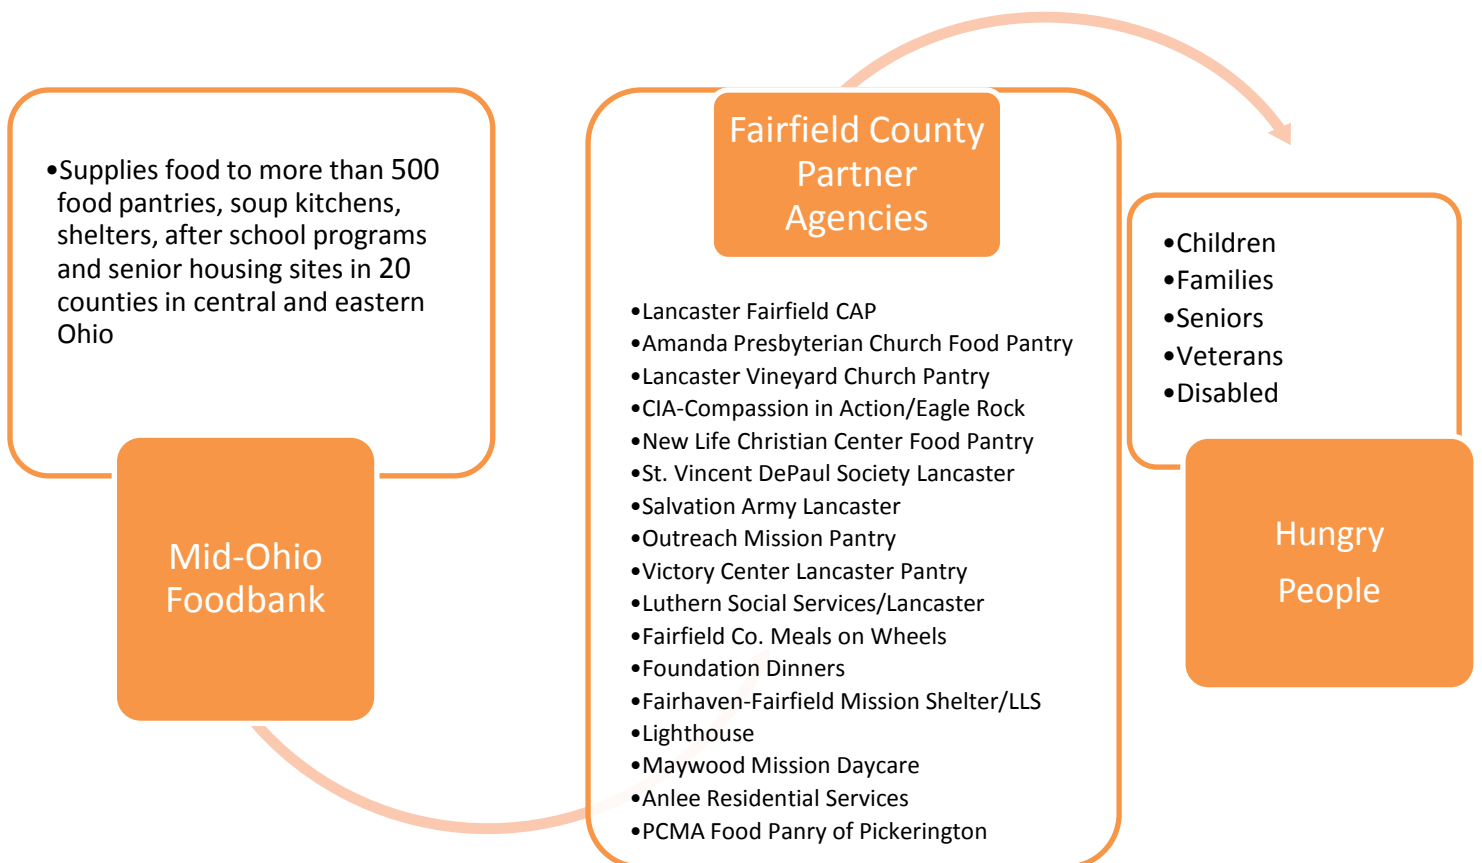 •Supplies food to more than 500
food pantries, soup kitchens,
shelters, after school programs
and senior housing sites in 20
counties in central and eastern
Ohio
Mid-Ohio
Foodbank
Fairfield County
Partner
Agencies
•Lancaster Fairfield CAP
•Amanda Presbyterian Church Food Pantry
•Lancaster Vineyard Church Pantry
•CIA-Compassion in Action/Eagle Rock
•New Life Christian Center Food Pantry
•St. Vincent DePaul Society Lancaster
•Salvation Army Lancaster
•Outreach Mission Pantry
•Victory Center Lancaster Pantry
•Luthern Social Services/Lancaster
•Fairfield Co. Meals on Wheels
•Foundation Dinners
•Fairhaven-Fairfield Mission Shelter/LLS
•Lighthouse
•Maywood Mission Daycare
•Anlee Residential Services
•PCMA Food Panry of Pickerington
•Children
•Families
•Seniors
•Veterans
•Disabled
Hungry
People